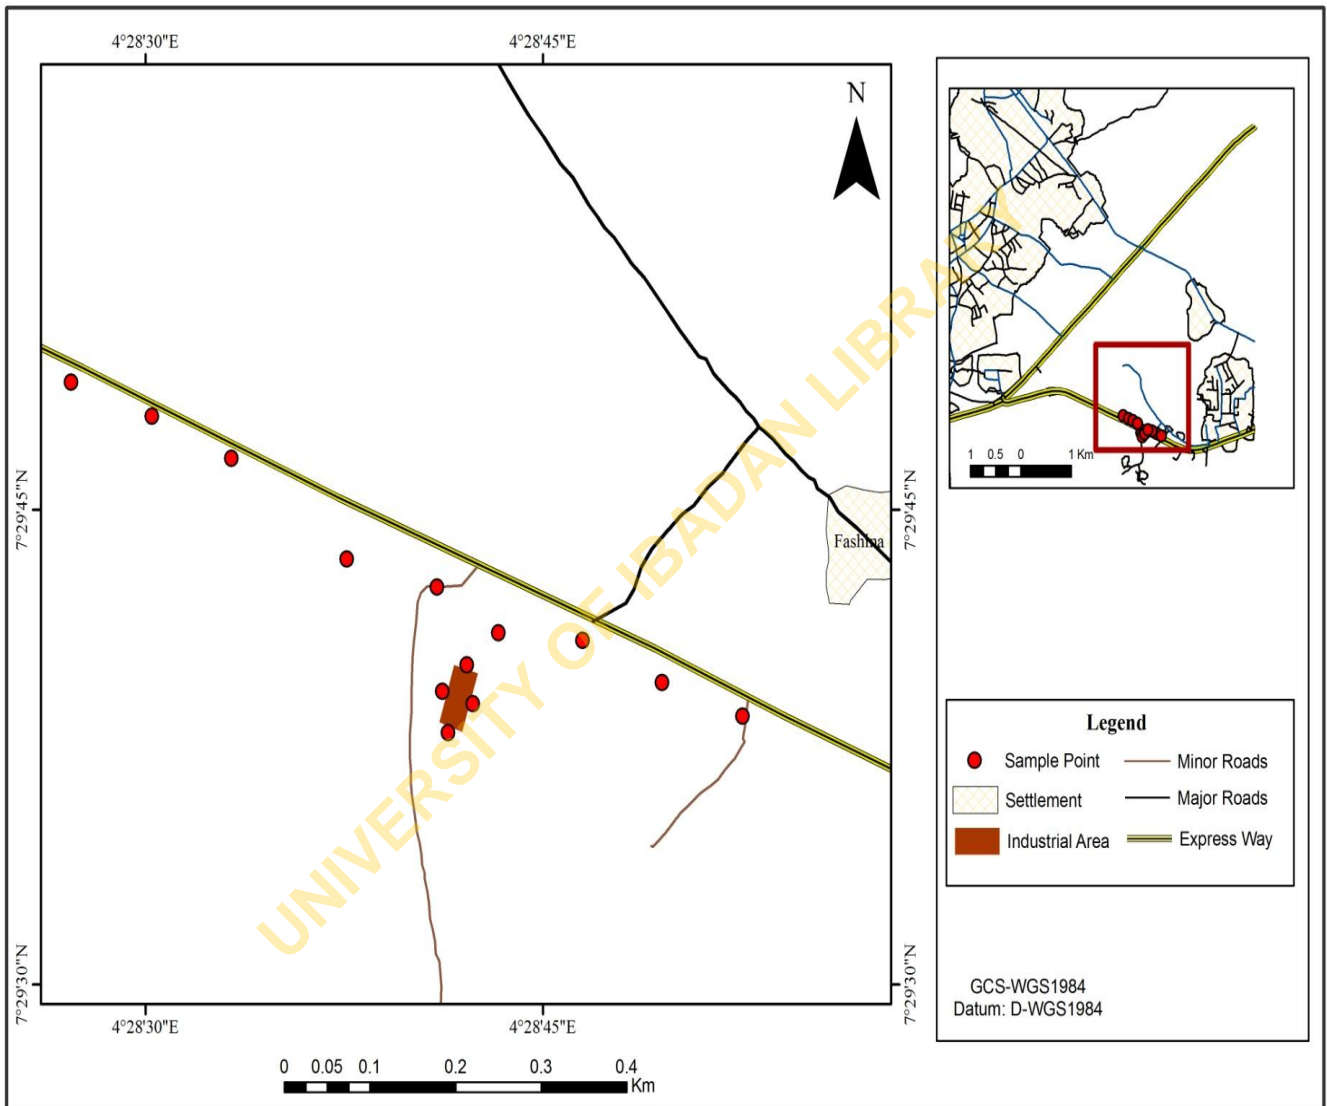 4°28'30"E
4°28'45"E
N
7°29'45"N
7°29'45"N
Fashina
7°29'30"N
7°29'30"N
4°28'30"E
4°28'45"E
0 0.05 0.1 0.2 0.3 0.4
Km
1 0.5 0 1 Km
Legend
Sample Point
Minor Roads
Settlement
Major Roads
Industrial Area
Express Way
GCS-WGS1984
Datum: D-WGS1984
UNIVERSITY OF IBADAN LIBRARY